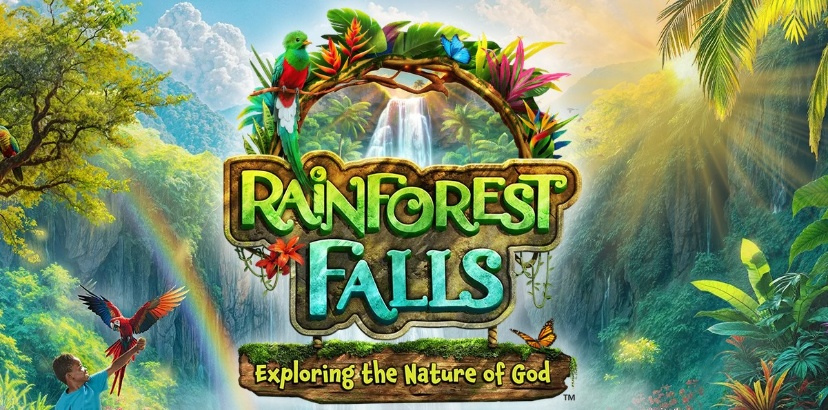 RAINFOREST
FALLS
Exploring the Nature of God
TM